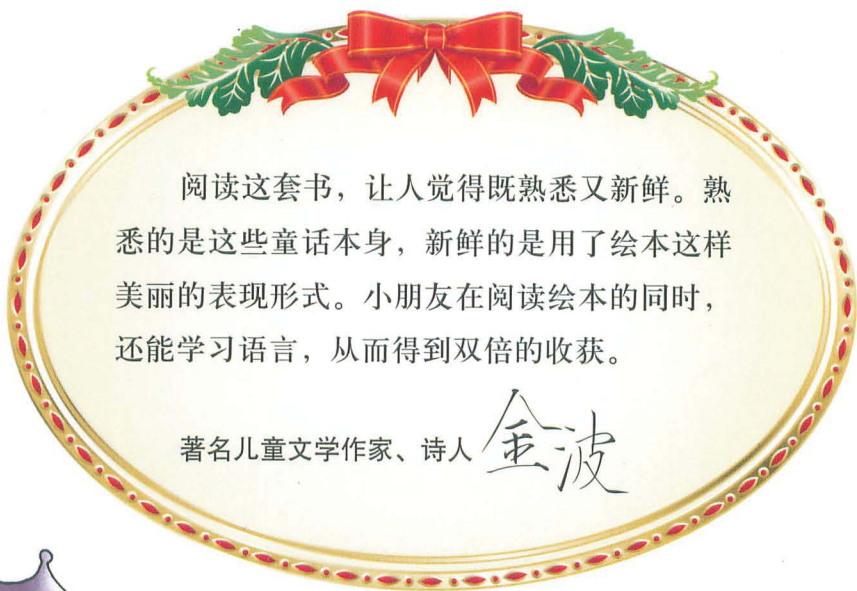 阅读这套书，让人觉得既熟悉又新鲜。熟
悉的是这些童话本身，新鲜的是用了绘本这样
美丽的表现形式。小朋友在阅读绘本的同时，
还能学习语言，从而得到双倍的收获。
著名儿童文学作家、诗人 金波